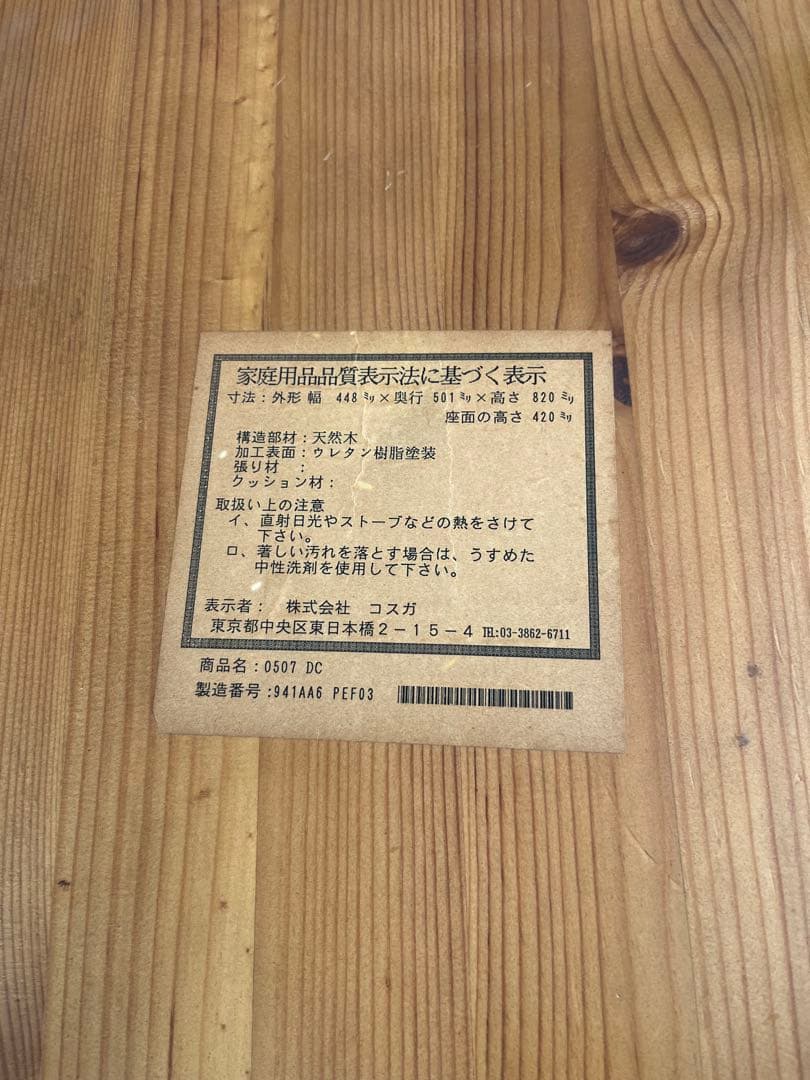 家庭用品品質表示法に基づく表示
寸法：外形 幅 448㍉×奥行 501㍉×高さ 820㍉
座面の高さ 420㍉
構造部材：天然木
加工表面：ウレタン樹脂塗装
張り材 ：
クッション材：
取扱い上の注意
イ、直射日光やストーブなどの熱をさけて
下さい。
ロ、著しい汚れを落とす場合は、うすめた
中性洗剤を使用して下さい。
表示者： 株式会社 コスガ
東京都中央区東日本橋２－１５－４ ℡:03-3862-6711
商品名：0507 DC
製造番号：941AA6 PEF03